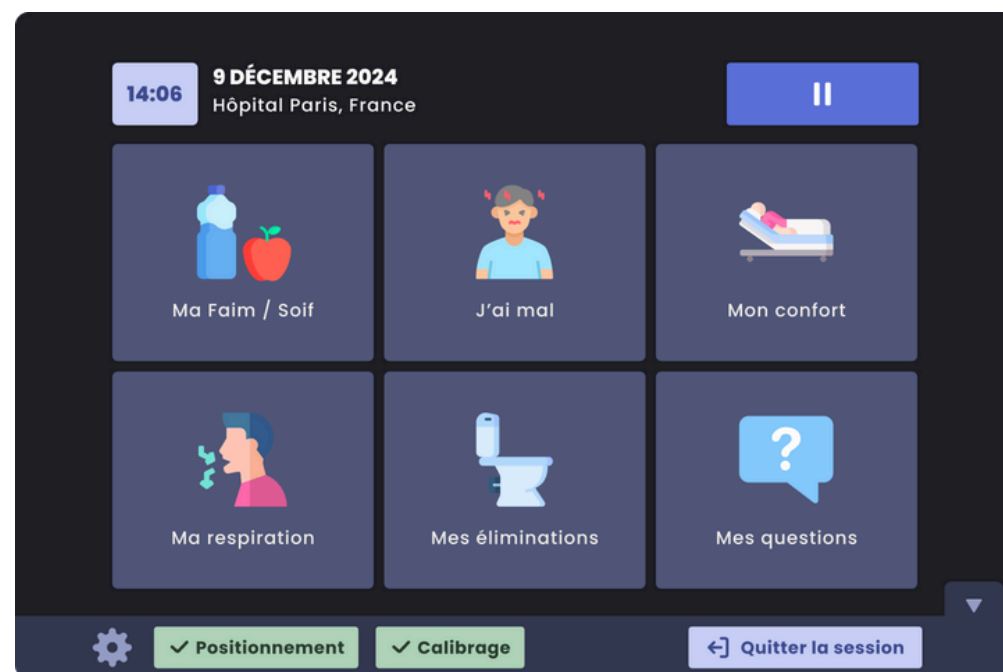 14:06
9 DÉCEMBRE 2024
Hôpital Paris, France
Ma Faim / Soif
J’ai mal
Mon confort
?
Ma respiration
Mes éliminations
Mes questions
Positionnement
Calibrage
Quitter la session